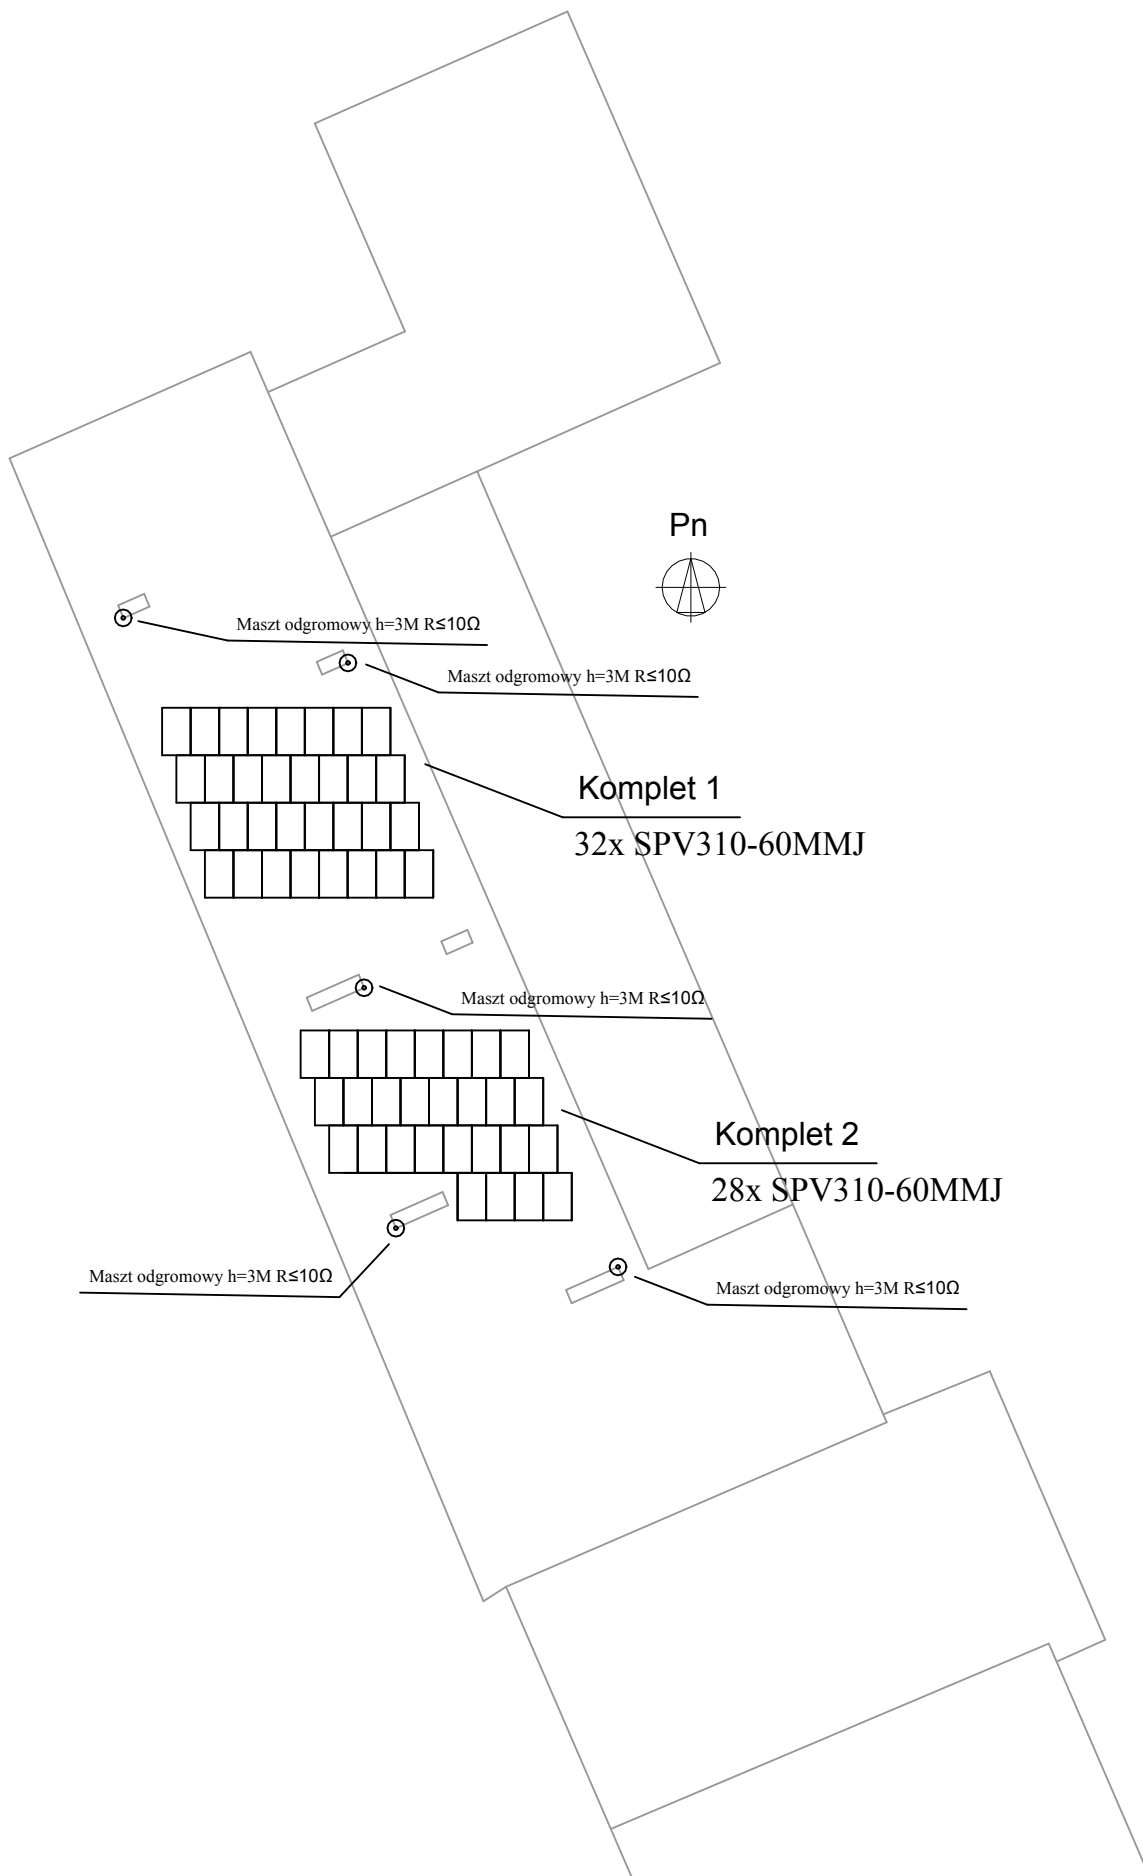 Pn
Maszt odgromowy h=3M R≤10Ω
Maszt odgromowy h=3M R≤10Ω
Komplet 1
32x SPV310-60MMJ
Maszt odgromowy h=3M R≤10Ω
Komplet 2
28x SPV310-60MMJ
Maszt odgromowy h=3M R≤10Ω
Maszt odgromowy h=3M R≤10Ω